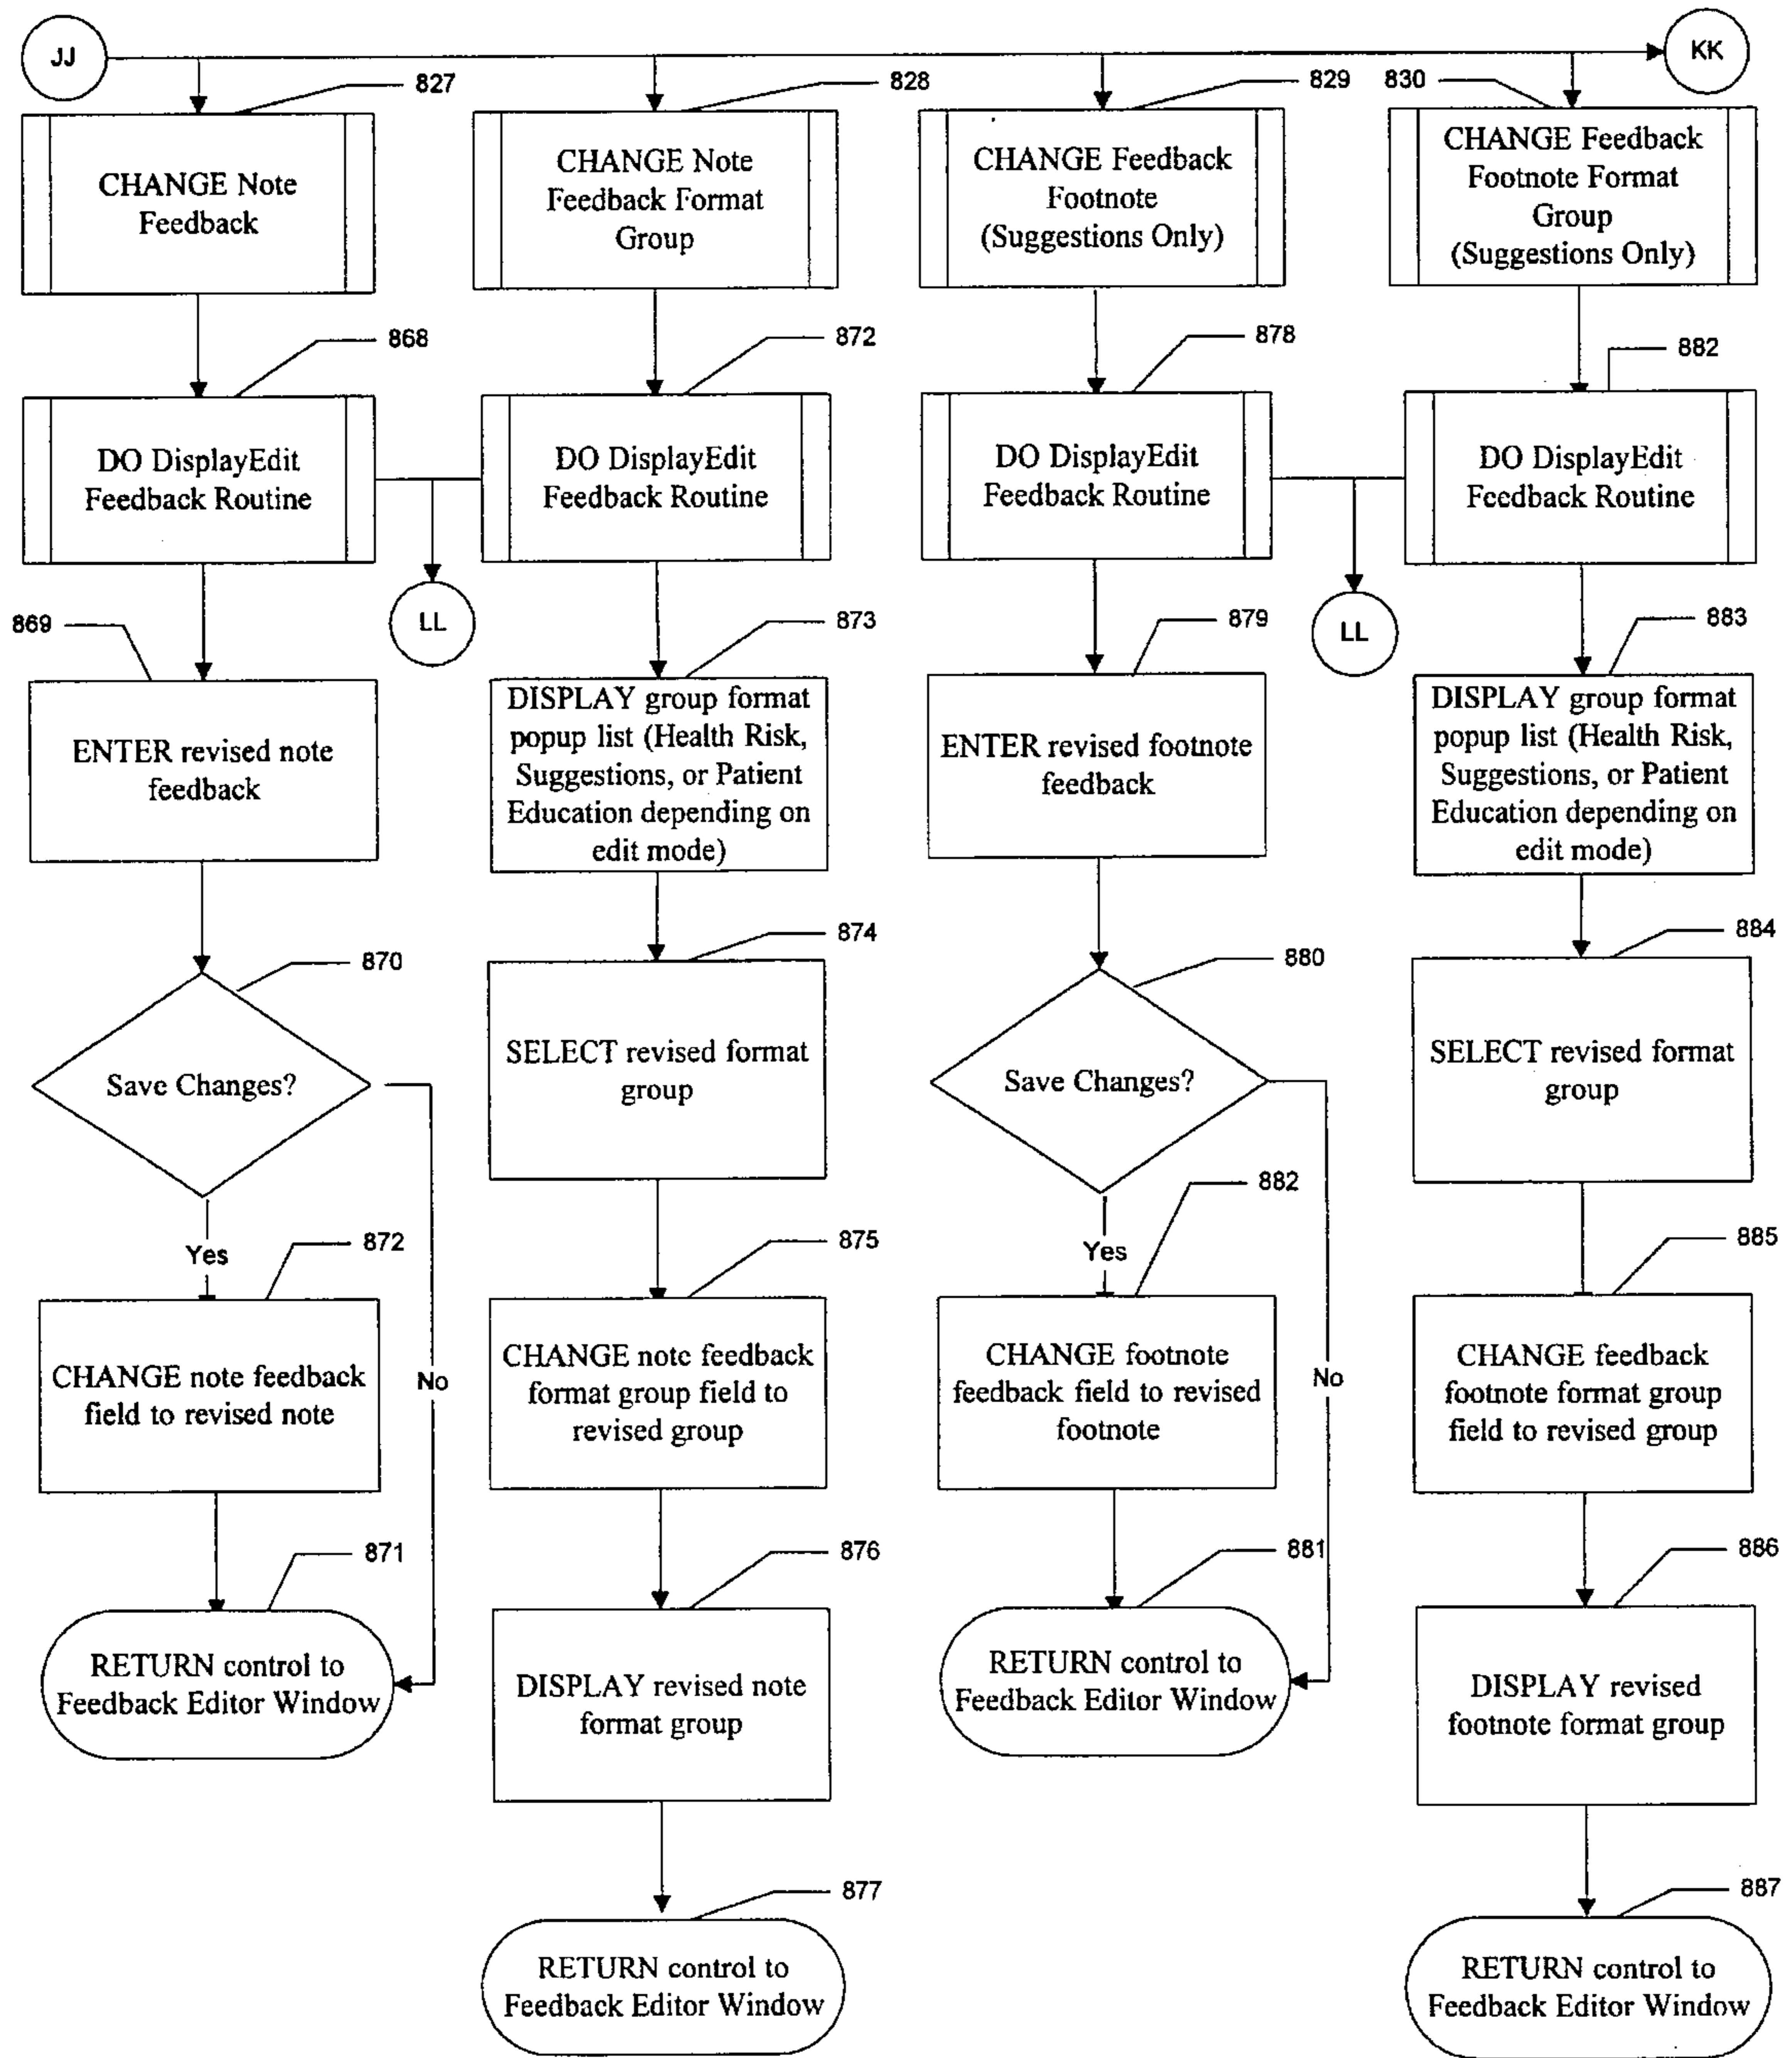 JJ
KK
827
828
829
830
CHANGE Note
Feedback
CHANGE Note
Feedback Format
Group
CHANGE Feedback
Footnote
(Suggestions Only)
CHANGE Feedback
Footnote Format
Group
(Suggestions Only)
868
872
878
882
DO DisplayEdit
Feedback Routine
DO DisplayEdit
Feedback Routine
DO DisplayEdit
Feedback Routine
DO DisplayEdit
Feedback Routine
LL
LL
869
873
879
883
ENTER revised note
feedback
DISPLAY group format
popup list (Health Risk,
Suggestions, or Patient
Education depending on
edit mode)
ENTER revised footnote
feedback
DISPLAY group format
popup list (Health Risk,
Suggestions, or Patient
Education depending on
edit mode)
870
874
880
884
Save Changes?
SELECT revised format
group
Save Changes?
SELECT revised format
group
Yes
No
Yes
No
872
875
882
885
CHANGE note feedback
field to revised note
CHANGE note feedback
format group field to
revised group
CHANGE footnote
feedback field to revised
footnote
CHANGE feedback
footnote format group
field to revised group
871
876
881
886
RETURN control to
Feedback Editor Window
DISPLAY revised note
format group
RETURN control to
Feedback Editor Window
DISPLAY revised
footnote format group
877
887
RETURN control to
Feedback Editor Window
RETURN control to
Feedback Editor Window